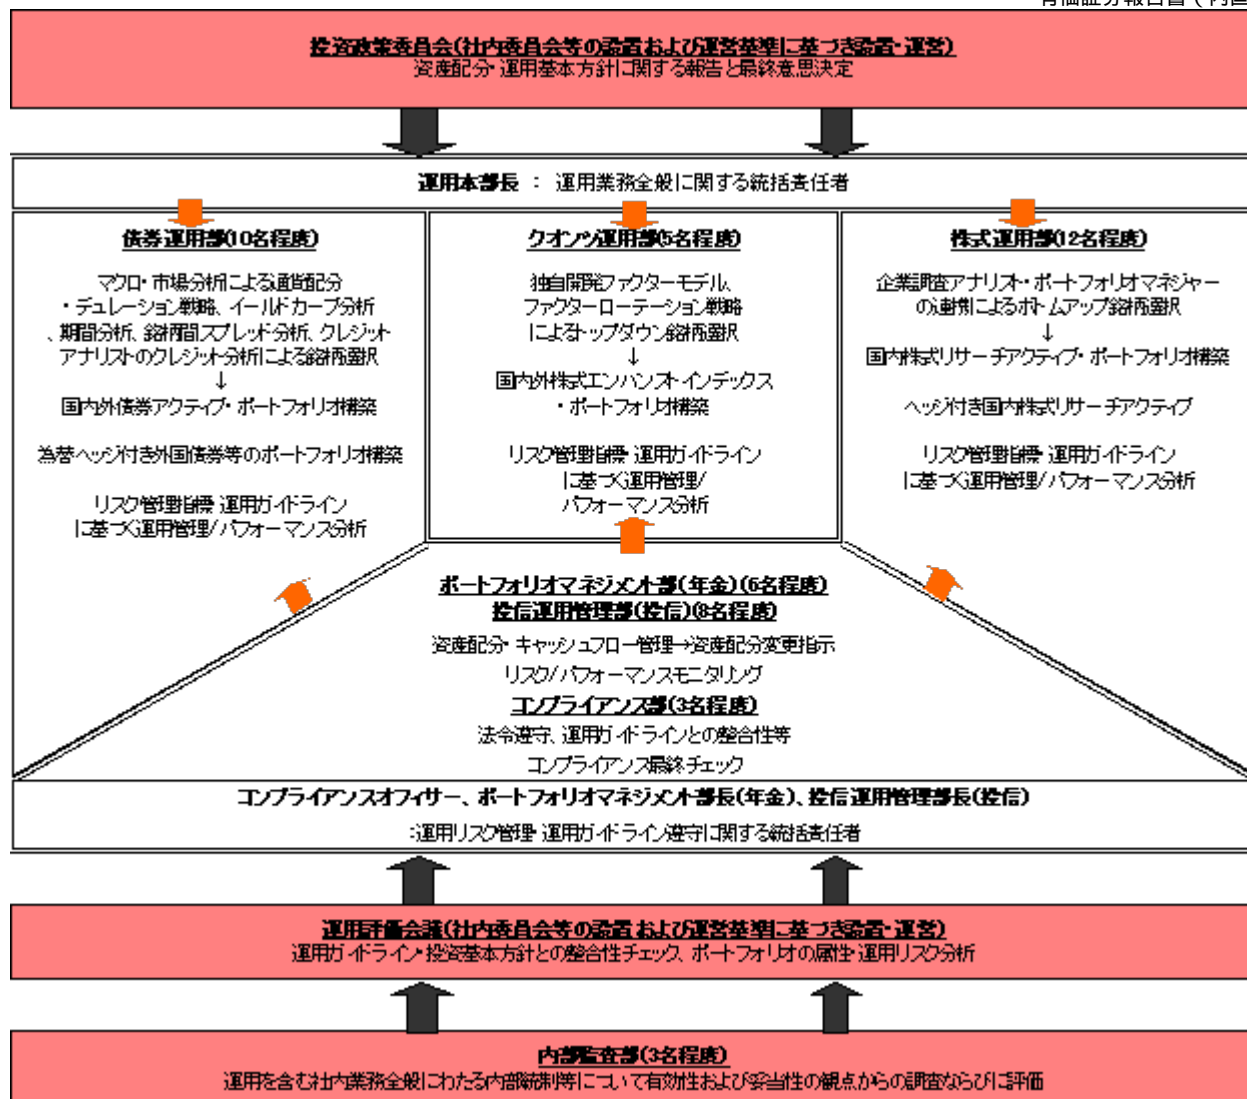 投資政策委員会(社内委員会等の設置および運営基準に基づき設置・運営)
資産配分・運用基本方針に関する報告と最終意思決定
運用本部長 ： 運用業務全般に関する統括責任者
債券運用部(10名程度)
マクロ・市場分析による通貨配分
・デュレーション戦略、イールドカーブ分析
、期間分析、銘柄間スプレッド分析、クレジット
アナリストのクレジット分析による銘柄選択
↓
国内外債券アクティブ・ポートフォリオ構築
為替ヘッジ付き外国債券等のポートフォリオ構築
リスク管理指標・運用ガイドライン
に基づく運用管理/パフォーマンス分析
クオンツ運用部(5名程度)
独自開発ファクターモデル、
ファクターローテーション戦略
によるトップダウン銘柄選択
↓
国内外株式エンハンスト・インデックス
・ポートフォリオ構築
リスク管理指標・運用ガイドライン
に基づく運用管理/
パフォーマンス分析
株式運用部(12名程度)
企業調査アナリスト・ポートフォリオマネジャー
の連携によるボトムアップ銘柄選択
↓
国内株式リサーチアクティブ・ポートフォリオ構築
ヘッジ付き国内株式リサーチアクティブ
リスク管理指標・運用ガイドライン
に基づく運用管理/パフォーマンス分析
ポートフォリオマネジメント部(年金)(6名程度)
投信運用管理部(投信)(8名程度)
資産配分・キャッシュフロー管理→資産配分変更指示
リスク/パフォーマンスモニタリング
コンプライアンス部(3名程度)
法令遵守、運用ガイドラインとの整合性等
コンプライアンス最終チェック
コンプライアンスオフィサー、ポートフォリオマネジメント部長(年金)、投信運用管理部長(投信)
:運用リスク管理・運用ガイドライン遵守に関する統括責任者
運用評価会議(社内委員会等の設置および運営基準に基づき設置・運営)
運用ガイドライン・投資基本方針との整合性チェック、ポートフォリオの属性・運用リスク分析
内部監査部(3名程度)
運用を含む社内業務全般にわたる内部統制等について有効性および妥当性の観点からの調査ならびに評価